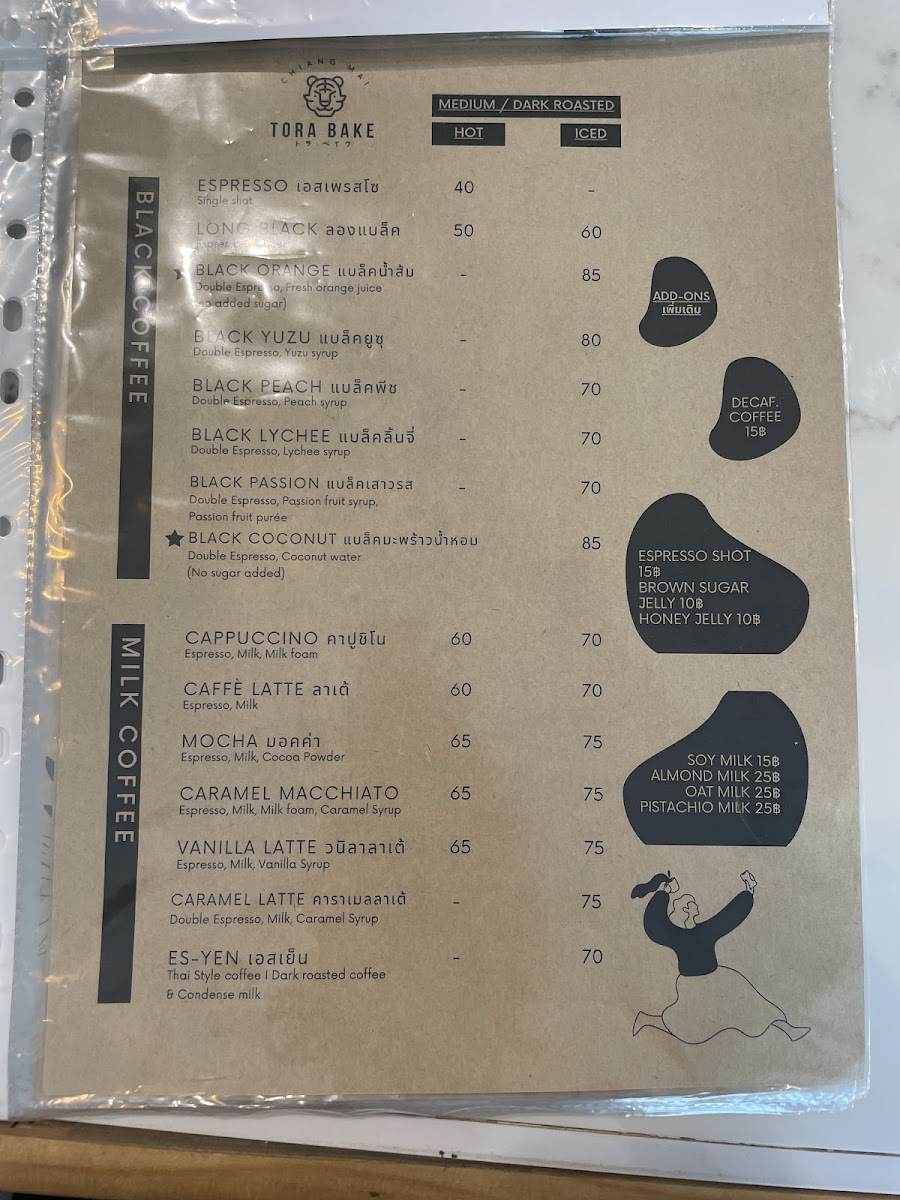 CHIANG MAI
TORA BAKE
トラ・ベイク
MEDIUM / DARK ROASTED
HOT ICED
BLACK COFFEE
ESPRESSO เอสเพรสโซ 40 -
Single shot
LONG BLACK ลองแบล็ค 50 60
BLACK ORANGE แบล็คน้ำส้ม - 85
Double Espresso, Fresh orange juice
(no added sugar)
BLACK YUZU แบล็คยูซุ - 80
Double Espresso, Yuzu syrup
BLACK PEACH แบล็คพีช - 70
Double Espresso, Peach syrup
BLACK LYCHEE แบล็คลิ้นจี่ - 70
Double Espresso, Lychee syrup
BLACK PASSION แบล็คเสาวรส - 70
Double Espresso, Passion fruit syrup,
Passion fruit purée
BLACK COCONUT แบล็คมะพร้าวน้ำหอม 85
Double Espresso, Coconut water
(No sugar added)
MILK COFFEE
CAPPUCCINO คาปูชิโน 60 70
Espresso, Milk, Milk foam
CAFFÈ LATTE ลาเต้ 60 70
Espresso, Milk
MOCHA มอคค่า 65 75
Espresso, Milk, Cocoa Powder
CARAMEL MACCHIATO 65 75
Espresso, Milk, Milk foam, Caramel Syrup
VANILLA LATTE วนิลาลาเต้ 65 75
Espresso, Milk, Vanilla Syrup
CARAMEL LATTE คาราเมลลาเต้ - 75
Double Espresso, Milk, Caramel Syrup
ES-YEN เอสเย็น - 70
Thai Style coffee | Dark roasted coffee
& Condense milk
ADD-ONS
เพิ่มเติม
DECAF.
COFFEE
15฿
ESPRESSO SHOT
15฿
BROWN SUGAR
JELLY 10฿
HONEY JELLY 10฿
SOY MILK 15฿
ALMOND MILK 25฿
OAT MILK 25฿
PISTACHIO MILK 25฿